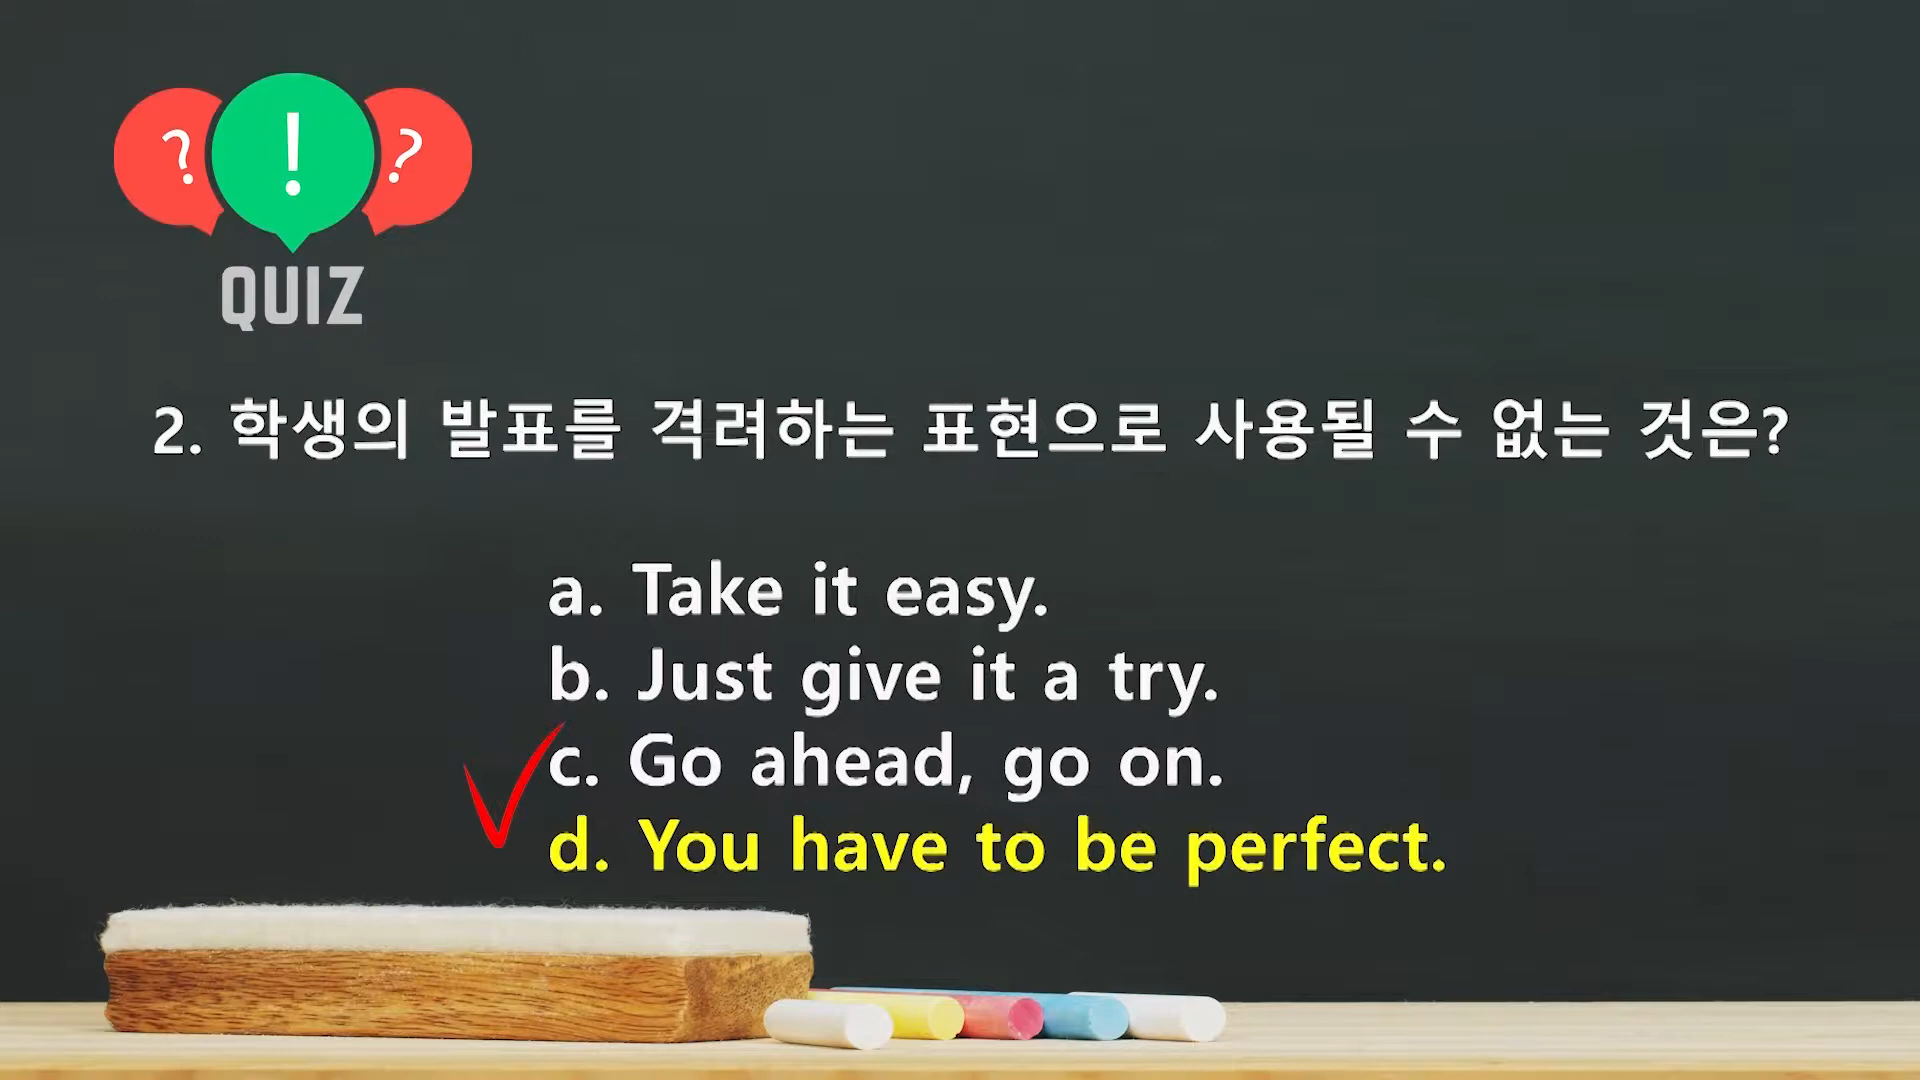 ? ! ?
QUIZ
2. 학생의 발표를 격려하는 표현으로 사용될 수 없는 것은?
a. Take it easy.
b. Just give it a try.
c. Go ahead, go on.
d. You have to be perfect.